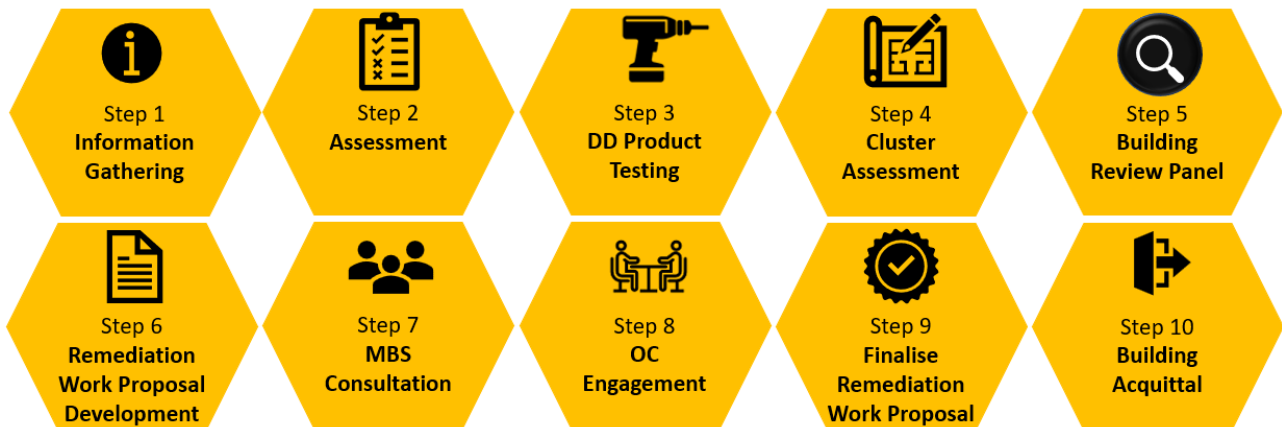 Step 1
Information
Gathering
Step 2
Assessment
Step 3
DD Product
Testing
Step 4
Cluster
Assessment
Step 5
Building
Review Panel
Step 6
Remediation
Work Proposal
Development
Step 7
MBS
Consultation
Step 8
OC
Engagement
Step 9
Finalise
Remediation
Work Proposal
Step 10
Building
Acquittal